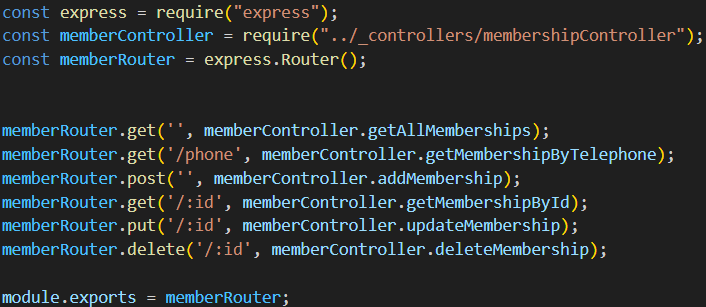 const express = require("express");
const memberController = require("../_controllers/membershipController");
const memberRouter = express.Router();
memberRouter.get('', memberController.getAllMemberships);
memberRouter.get('/phone', memberController.getMembershipByTelephone);
memberRouter.post('', memberController.addMembership);
memberRouter.get('/:id', memberController.getMembershipById);
memberRouter.put('/:id', memberController.updateMembership);
memberRouter.delete('/:id', memberController.deleteMembership);
module.exports = memberRouter;